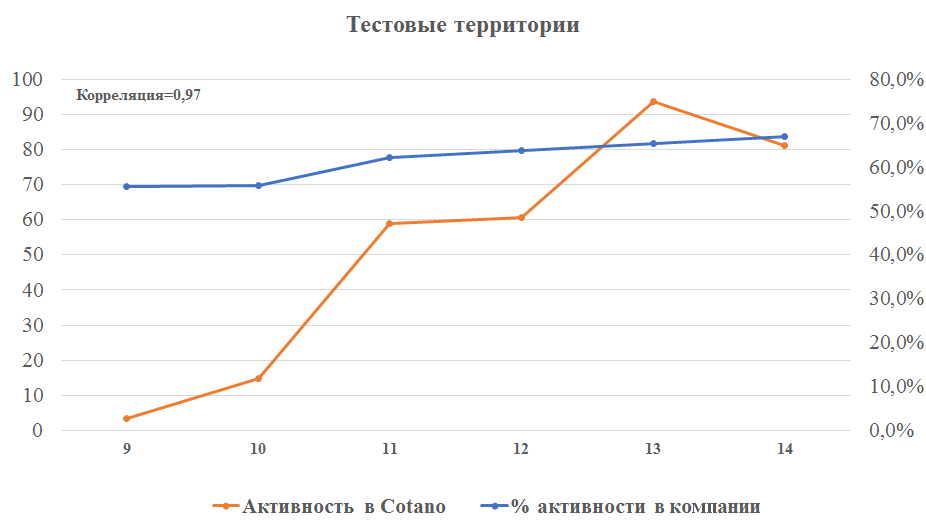 Тестовые территории
Корреляция=0,97
100 80,0%
90 70,0%
80 60,0%
70 50,0%
60 40,0%
50 30,0%
40 20,0%
30 10,0%
20 0,0%
10
0
9 10 11 12 13 14
Активность в Cotano % активности в компании